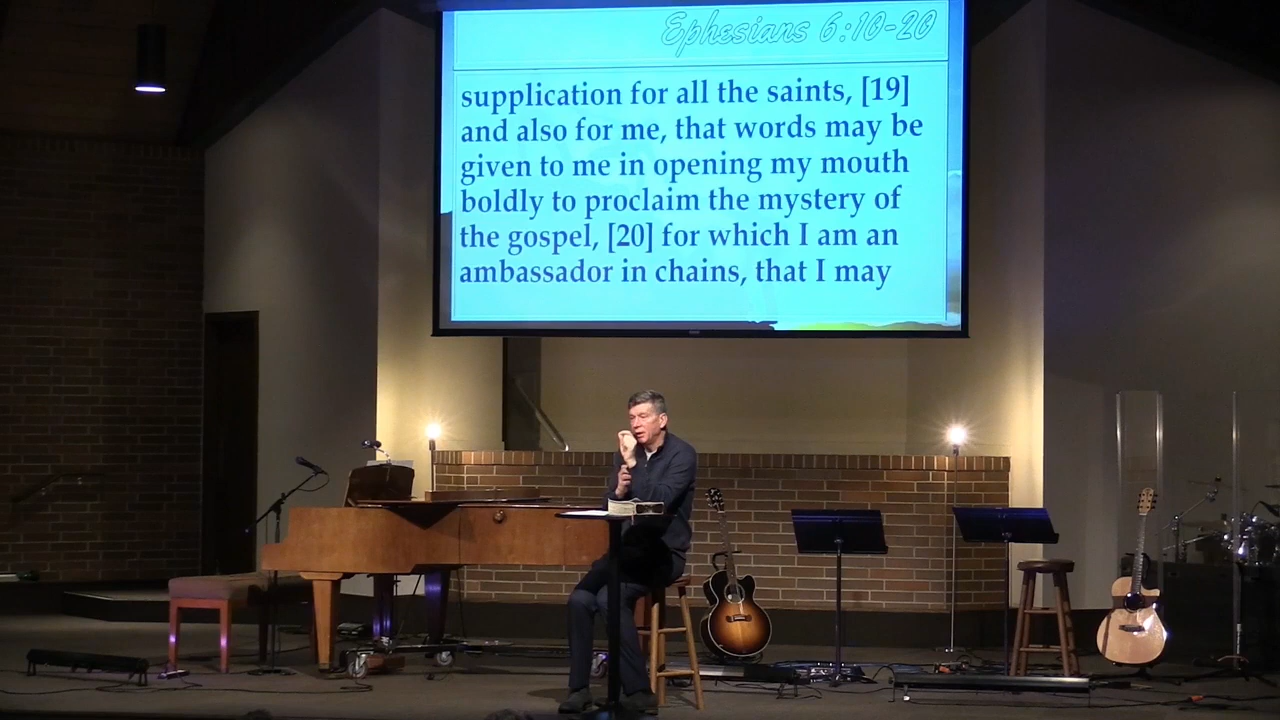 Ephesians 6:10-20
supplication for all the saints, [19]
and also for me, that words may be
given to me in opening my mouth
boldly to proclaim the mystery of
the gospel, [20] for which I am an
ambassador in chains, that I may